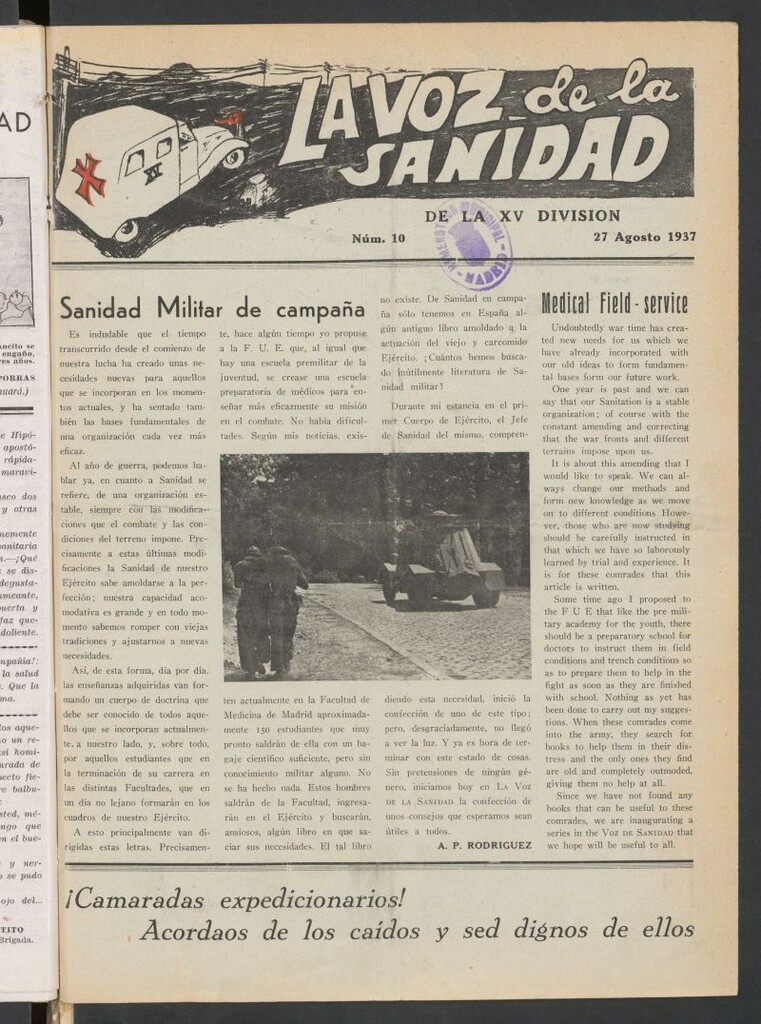 LA VOZ de la
SANIDAD
XV
DE LA XV DIVISION
Núm. 10
27 Agosto 1937
MADRID
Sanidad Militar de campaña
Es indudable que el tiempo
transcurrido desde el comienzo de
nuestra lucha ha creado unas ne-
cesidades nuevas para aquellos
que se incorporan en los momen-
tos actuales, y ha sentado tam-
bién las bases fundamentales de
una organización cada vez más
eficaz.
Al año de guerra, podemos ha-
blar ya, en cuanto a Sanidad se
refiere, de una organización es-
table, siempre con las modifica-
ciones que el combate y las con-
diciones del terreno impone. Pre-
cisamente a estas últimas modi-
ficaciones la Sanidad de nuestro
Ejército sabe amoldarse a la per-
fección; nuestra capacidad aco-
modativa es grande y en todo mo-
mento sabemos romper con viejas
tradiciones y ajustarnos a nuevas
necesidades.
Así, de esta forma, día por día,
las enseñanzas adquiridas van for-
mando un cuerpo de doctrina que
debe ser conocido de todos aque-
llos que se incorporan actualmen-
te, a nuestro lado, y, sobre todo,
por aquellos estudiantes que en
la terminación de su carrera en
las distintas Facultades, que en
un día no lejano formarán en los
cuadros de nuestro Ejército.
A esto principalmente van di-
rigidas estas letras. Precisamen-
te, hace algún tiempo yo propuse
a la F. U. E. que, al igual que
hay una escuela premilitar de la
juventud, se crease una escuela
preparatoria de médicos para en-
señar más eficazmente su misión
en el combate. No había dificul-
tades. Según mis noticias, exis-
ten actualmente en la Facultad de
Medicina de Madrid aproximada-
mente 150 estudiantes que muy
pronto saldrán de ella con un ba-
gaje científico suficiente, pero sin
conocimiento militar alguno. No
se ha hecho nada. Estos hombres
saldrán de la Facultad, ingresa-
rán en el Ejército y buscarán,
ansiosos, algún libro en que sa-
ciar sus necesidades. El tal libro
no existe. De Sanidad en campa-
ña sólo tenemos en España al-
gún antiguo libro amoldado a la
actuación del viejo y carcomido
Ejército. ¡Cuántos hemos busca-
do inútilmente literatura de Sa-
nidad militar!
Durante mi estancia en el pri-
mer Cuerpo de Ejército, el Jefe
de Sanidad del mismo, compren-
diendo esta necesidad, inició la
confección de uno de este tipo;
pero, desgraciadamente, no llegó
a ver la luz. Y ya es hora de ter-
minar con este estado de cosas.
Sin pretensiones de ningún gé-
nero, iniciamos hoy en LA VOZ
DE LA SANIDAD la confección de
unos consejos que esperamos sean
útiles a todos.
A. P. RODRIGUEZ
Medical Field - service
Undoubtedly war time has crea-
ted new needs for us which we
have already incorporated with
our old ideas to form fundamen-
tal bases form our future work.
One year is past and we can
say that our Sanitation is a stable
organization; of course with the
constant amending and correcting
that the war fronts and different
terrains impose upon us.
It is about this amending that I
would like to speak. We can al-
ways change our methods and
form new knowledge as we move
on to different conditions Howe-
ver, those who are now studying
should be carefully instructed in
that which we have so laborously
learned by trial and experience. It
is for these comrades that this
article is written.
Some time ago I proposed to
the F U E that like the pre mili-
tary academy for the youth, there
should be a preparatory school for
doctors to instruct them in field
conditions and trench conditions so
as to prepare them to help in the
fight as soon as they are finished
with school. Nothing as yet has
been done to carry out my sugges-
tions. When these comrades come
into the army, they search for
books to help them in their dis-
tress and the only ones they find
are old and completely outmoded,
giving them no help at all.
Since we have not found any
books that can be useful to these
comrades, we are inaugurating a
series in the VOZ DE SANIDAD that
we hope will be useful to all.
¡Camaradas expedicionarios!
Acordaos de los caídos y sed dignos de ellos